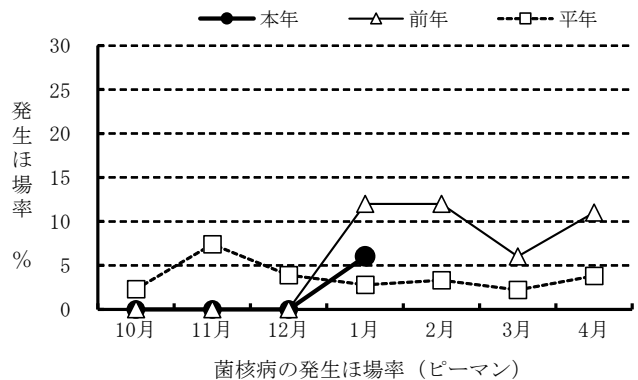 本年 前年 平年
30
25
20
15
10
5
0
発生ほ場率 %
10月 11月 12月 1月 2月 3月 4月
菌核病の発生ほ場率（ピーマン）